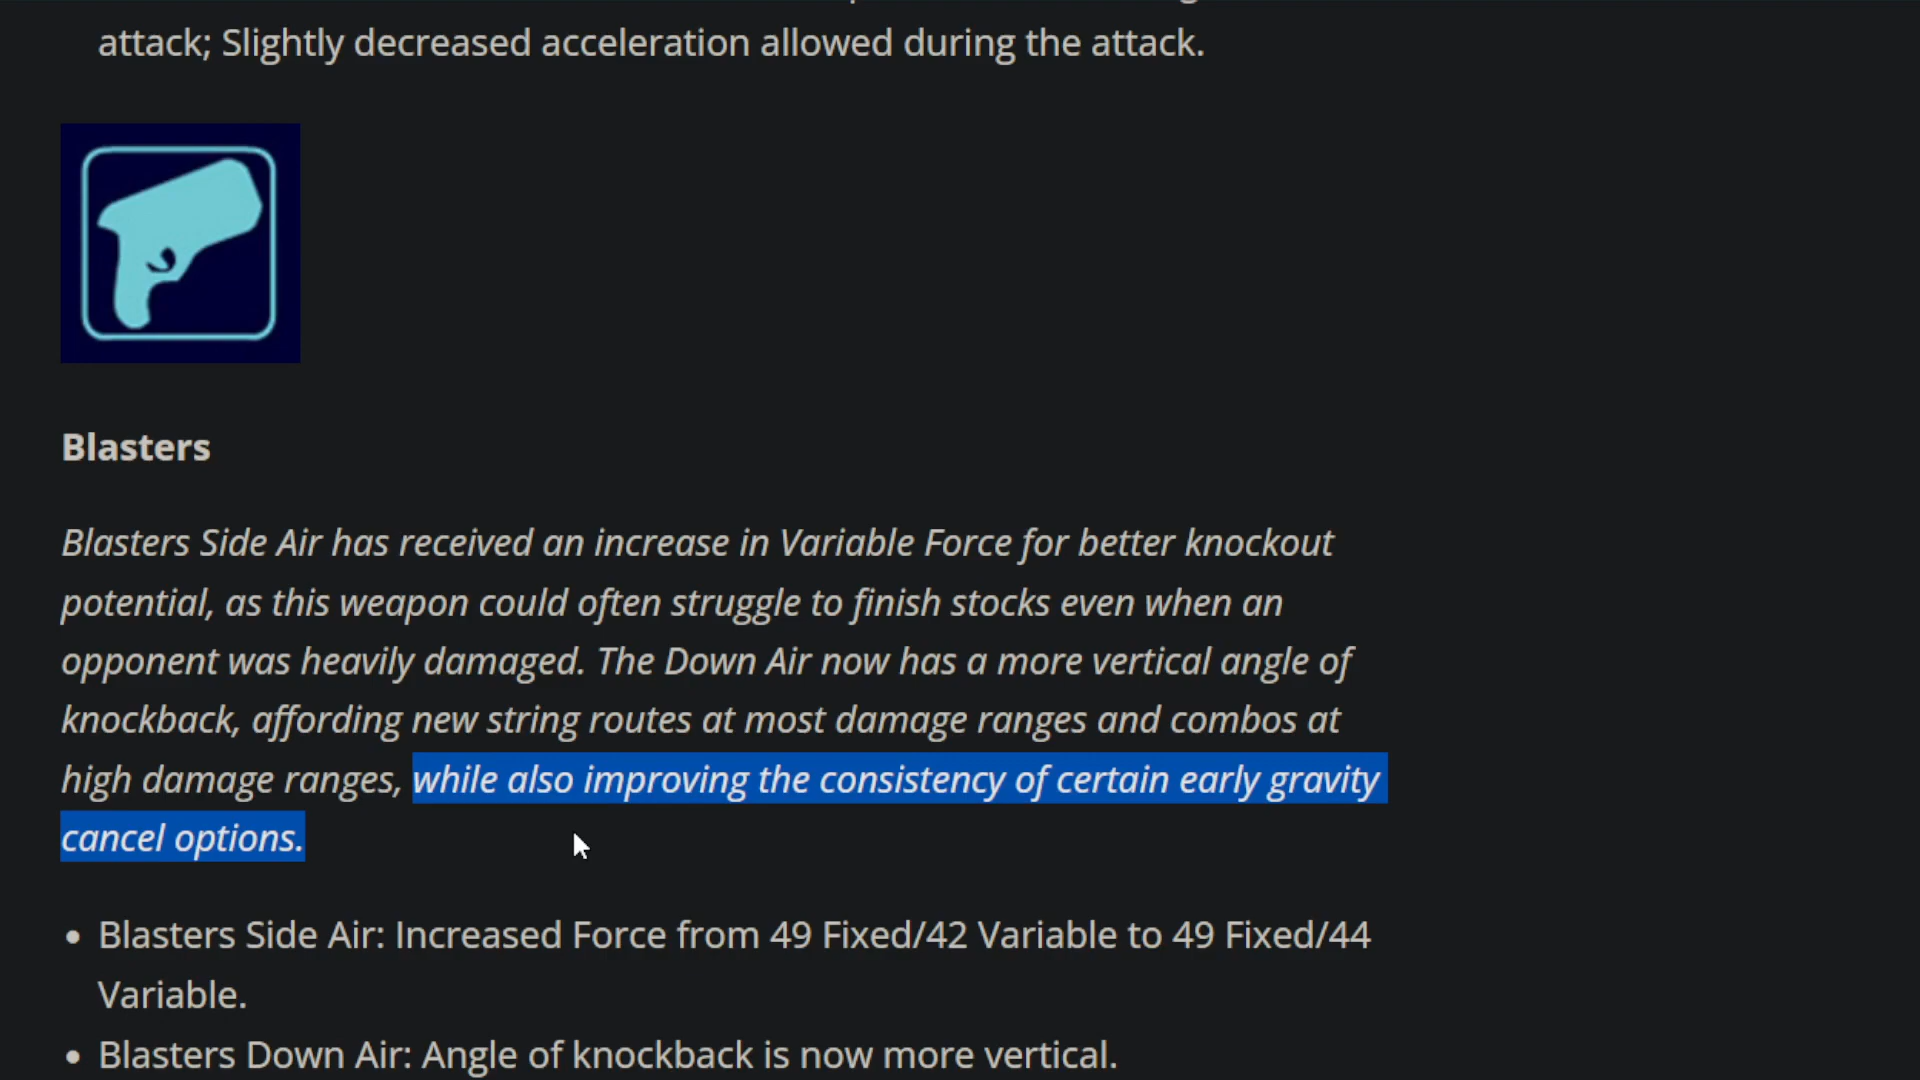 attack; Slightly decreased acceleration allowed during the attack.
Blasters
Blasters Side Air has received an increase in Variable Force for better knockout
potential, as this weapon could often struggle to finish stocks even when an
opponent was heavily damaged. The Down Air now has a more vertical angle of
knockback, affording new string routes at most damage ranges and combos at
high damage ranges, while also improving the consistency of certain early gravity
cancel options.
• Blasters Side Air: Increased Force from 49 Fixed/42 Variable to 49 Fixed/44
Variable.
• Blasters Down Air: Angle of knockback is now more vertical.